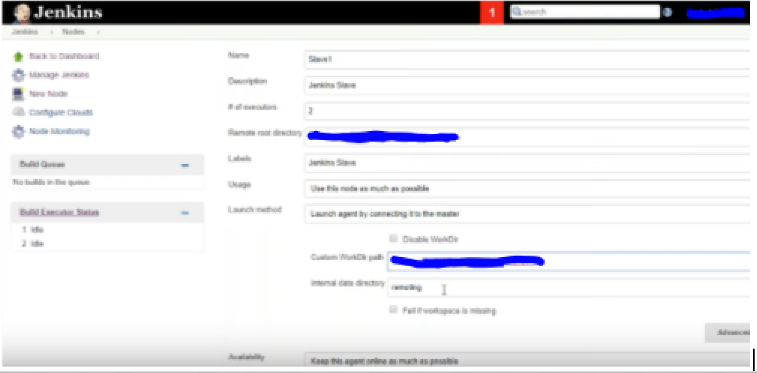 Jenkins
1
search
Jenkins
Nodes
Back to Dashboard
Manage Jenkins
New Node
Configure Clouds
Node Monitoring
Build Queue
No builds in the queue.
Build Executor Status
1 Idle
2 Idle
Name
Slave1
Description
Jenkins Slave
# of executors
2
Remote root directory
Labels
Jenkins Slave
Usage
Use this node as much as possible
Launch method
Launch agent by connecting it to the master
Disable WorkDir
Custom WorkDir path
Internal data directory
remoting
Fail if workspace is missing
Advanced
Availability
Keep this agent online as much as possible